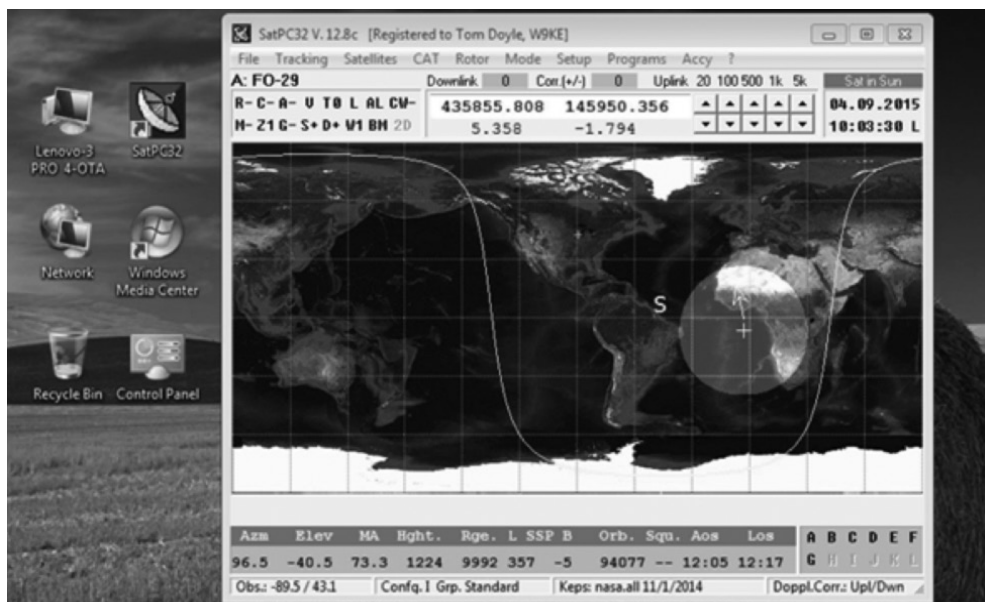 SatPC32 V. 12.8c [Registered to Tom Doyle, W9KE]
File Tracking Satellites CAT Rotor Mode Setup Programs Accy ?
A: FO-29 Downlink 0 Corr.(+/-) 0 Uplink 20 100 500 1k 5k Sat in Sun
R- C- A- V T0 L AL CW- 435855.808 145950.356 04.09.2015
M- Z1 G- S+ D+ W1 BM 2D 5.358 -1.794 10:03:30 L
Lenovo-3
PRO 4-OTA
SatPC32
Network
Windows
Media Center
Recycle Bin
Control Panel
S
Azm Elev MA Hght. Rge. L SSP B Orb. Squ. Aos Los A B C D E F
96.5 -40.5 73.3 1224 9992 357 -5 94077 -- 12:05 12:17 G H I J K L
Obs.: -89.5 / 43.1 Confq. I Grp. Standard Keps: nasa.all 11/1/2014 Doppl.Corr.: Upl/Dwn